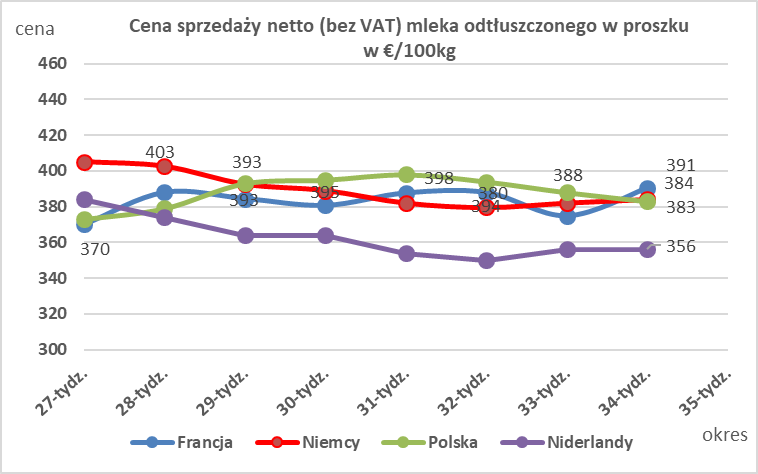 cena
Cena sprzedaży netto (bez VAT) mleka odtłuszczonego w proszku
w €/100kg
460
440
420
400
380
360
340
320
300
403
393
393
395
398
380
394
388
391
384
383
356
370
27-tydz.
28-tydz.
29-tydz.
30-tydz.
31-tydz.
32-tydz.
33-tydz.
34-tydz.
35-tydz.
okres
Francja Niemcy Polska Niderlandy